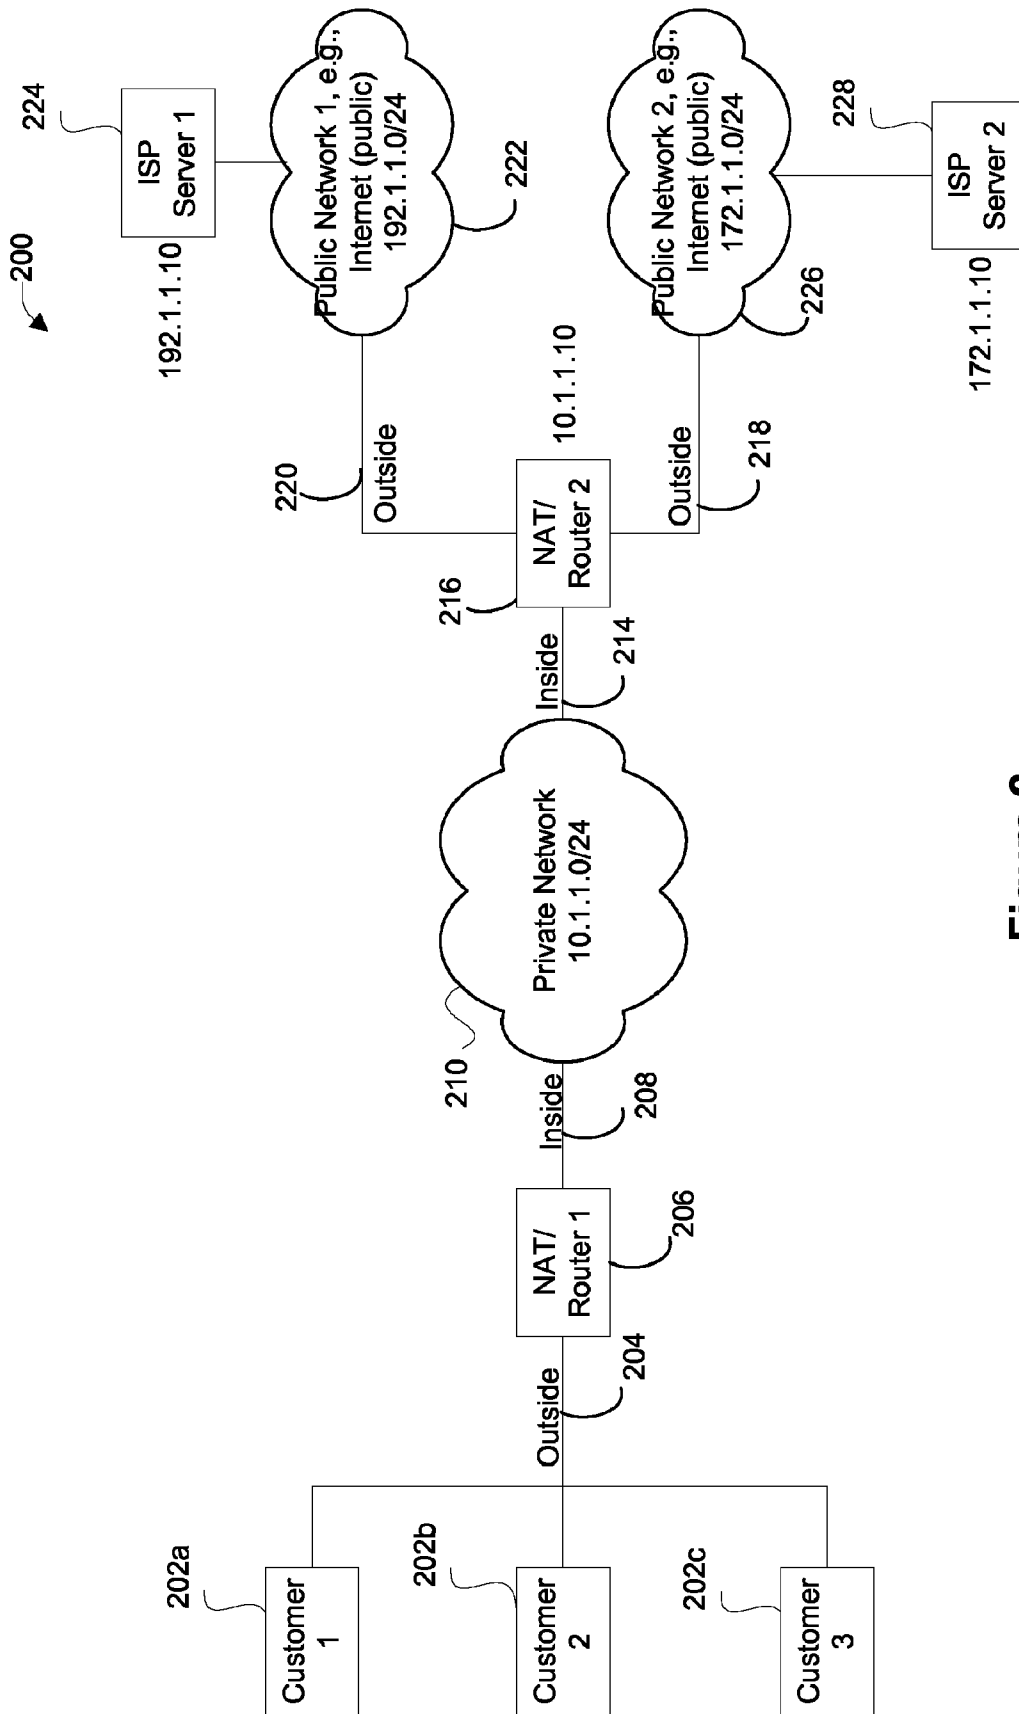 200
224
ISP
Server 1
192.1.1.10
Public Network 1, e.g.,
Internet (public)
192.1.1.0/24
222
220
Outside
Customer
1
202a
Customer
2
202b
Customer
3
202c
Outside
204
NAT/
Router 1
206
Inside
208
210
Private Network
10.1.1.0/24
Inside
214
216
NAT/
Router 2
10.1.1.10
Outside
218
Public Network 2, e.g.,
Internet (public)
172.1.1.0/24
226
228
ISP
Server 2
172.1.1.10
Figure